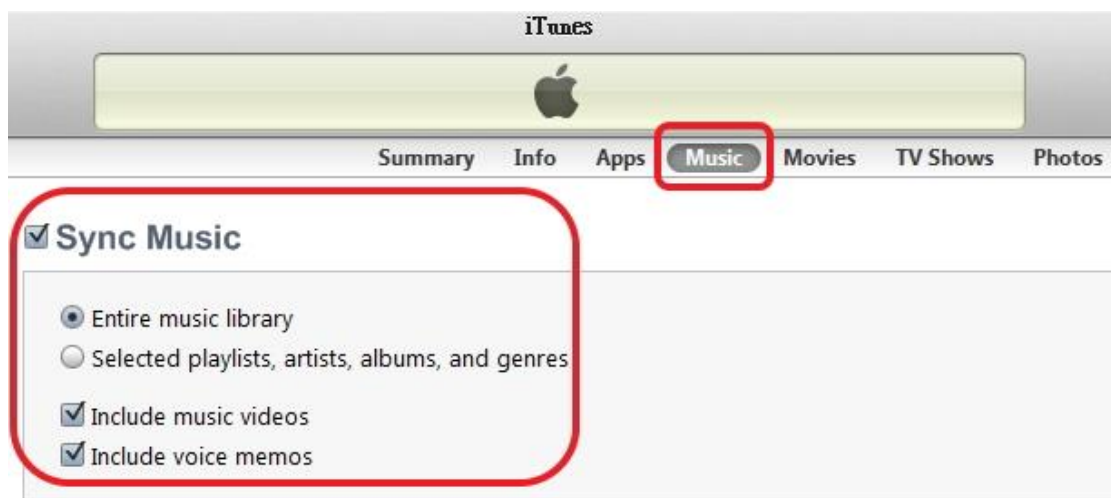 iTunes
Summary Info Apps Music Movies TV Shows Photos
Sync Music
Entire music library
Selected playlists, artists, albums, and genres
Include music videos
Include voice memos